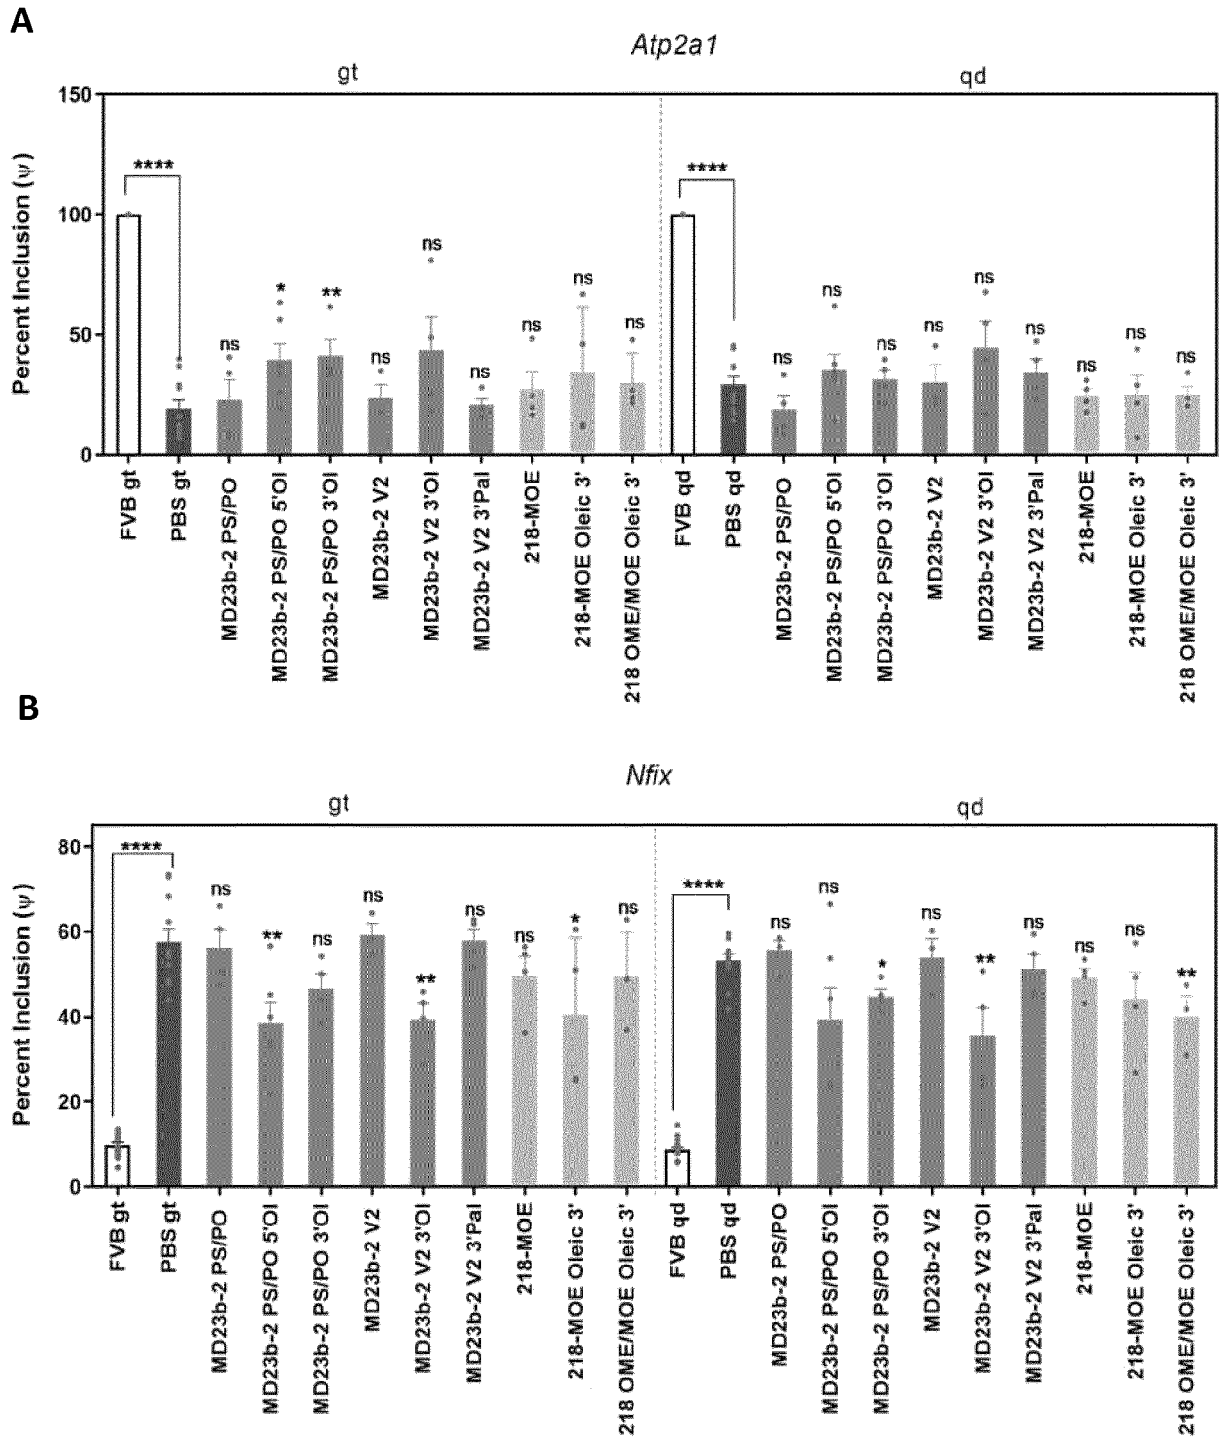 A
Atp2a1
gt
qd
150
100
50
0
Percent Inclusion (ψ)
****
ns
*
**
ns
ns
ns
ns
ns
ns
****
ns
ns
ns
ns
ns
ns
ns
ns
ns
FVB gt
PBS gt
MD23b-2 PS/PO
MD23b-2 PS/PO 5'Ol
MD23b-2 PS/PO 3'Ol
MD23b-2 V2
MD23b-2 V2 3'Ol
MD23b-2 V2 3'Pal
218-MOE
218-MOE Oleic 3'
218 OME/MOE Oleic 3'
FVB qd
PBS qd
MD23b-2 PS/PO
MD23b-2 PS/PO 5'Ol
MD23b-2 PS/PO 3'Ol
MD23b-2 V2
MD23b-2 V2 3'Ol
MD23b-2 V2 3'Pal
218-MOE
218-MOE Oleic 3'
218 OME/MOE Oleic 3'
B
Nfix
gt
qd
80
60
40
20
0
Percent Inclusion (ψ)
****
ns
**
ns
ns
**
ns
ns
*
ns
****
ns
ns
*
ns
**
ns
ns
ns
**
FVB gt
PBS gt
MD23b-2 PS/PO
MD23b-2 PS/PO 5'Ol
MD23b-2 PS/PO 3'Ol
MD23b-2 V2
MD23b-2 V2 3'Ol
MD23b-2 V2 3'Pal
218-MOE
218-MOE Oleic 3'
218 OME/MOE Oleic 3'
FVB qd
PBS qd
MD23b-2 PS/PO
MD23b-2 PS/PO 5'Ol
MD23b-2 PS/PO 3'Ol
MD23b-2 V2
MD23b-2 V2 3'Ol
MD23b-2 V2 3'Pal
218-MOE
218-MOE Oleic 3'
218 OME/MOE Oleic 3'